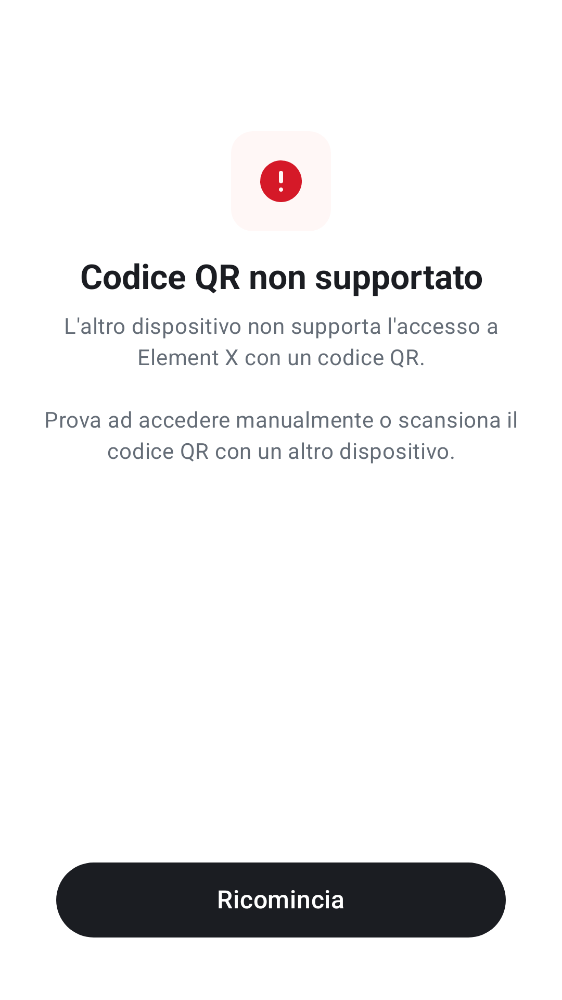 Codice QR non supportato
L'altro dispositivo non supporta l'accesso a
Element X con un codice QR.
Prova ad accedere manualmente o scansiona il
codice QR con un altro dispositivo.
Ricomincia